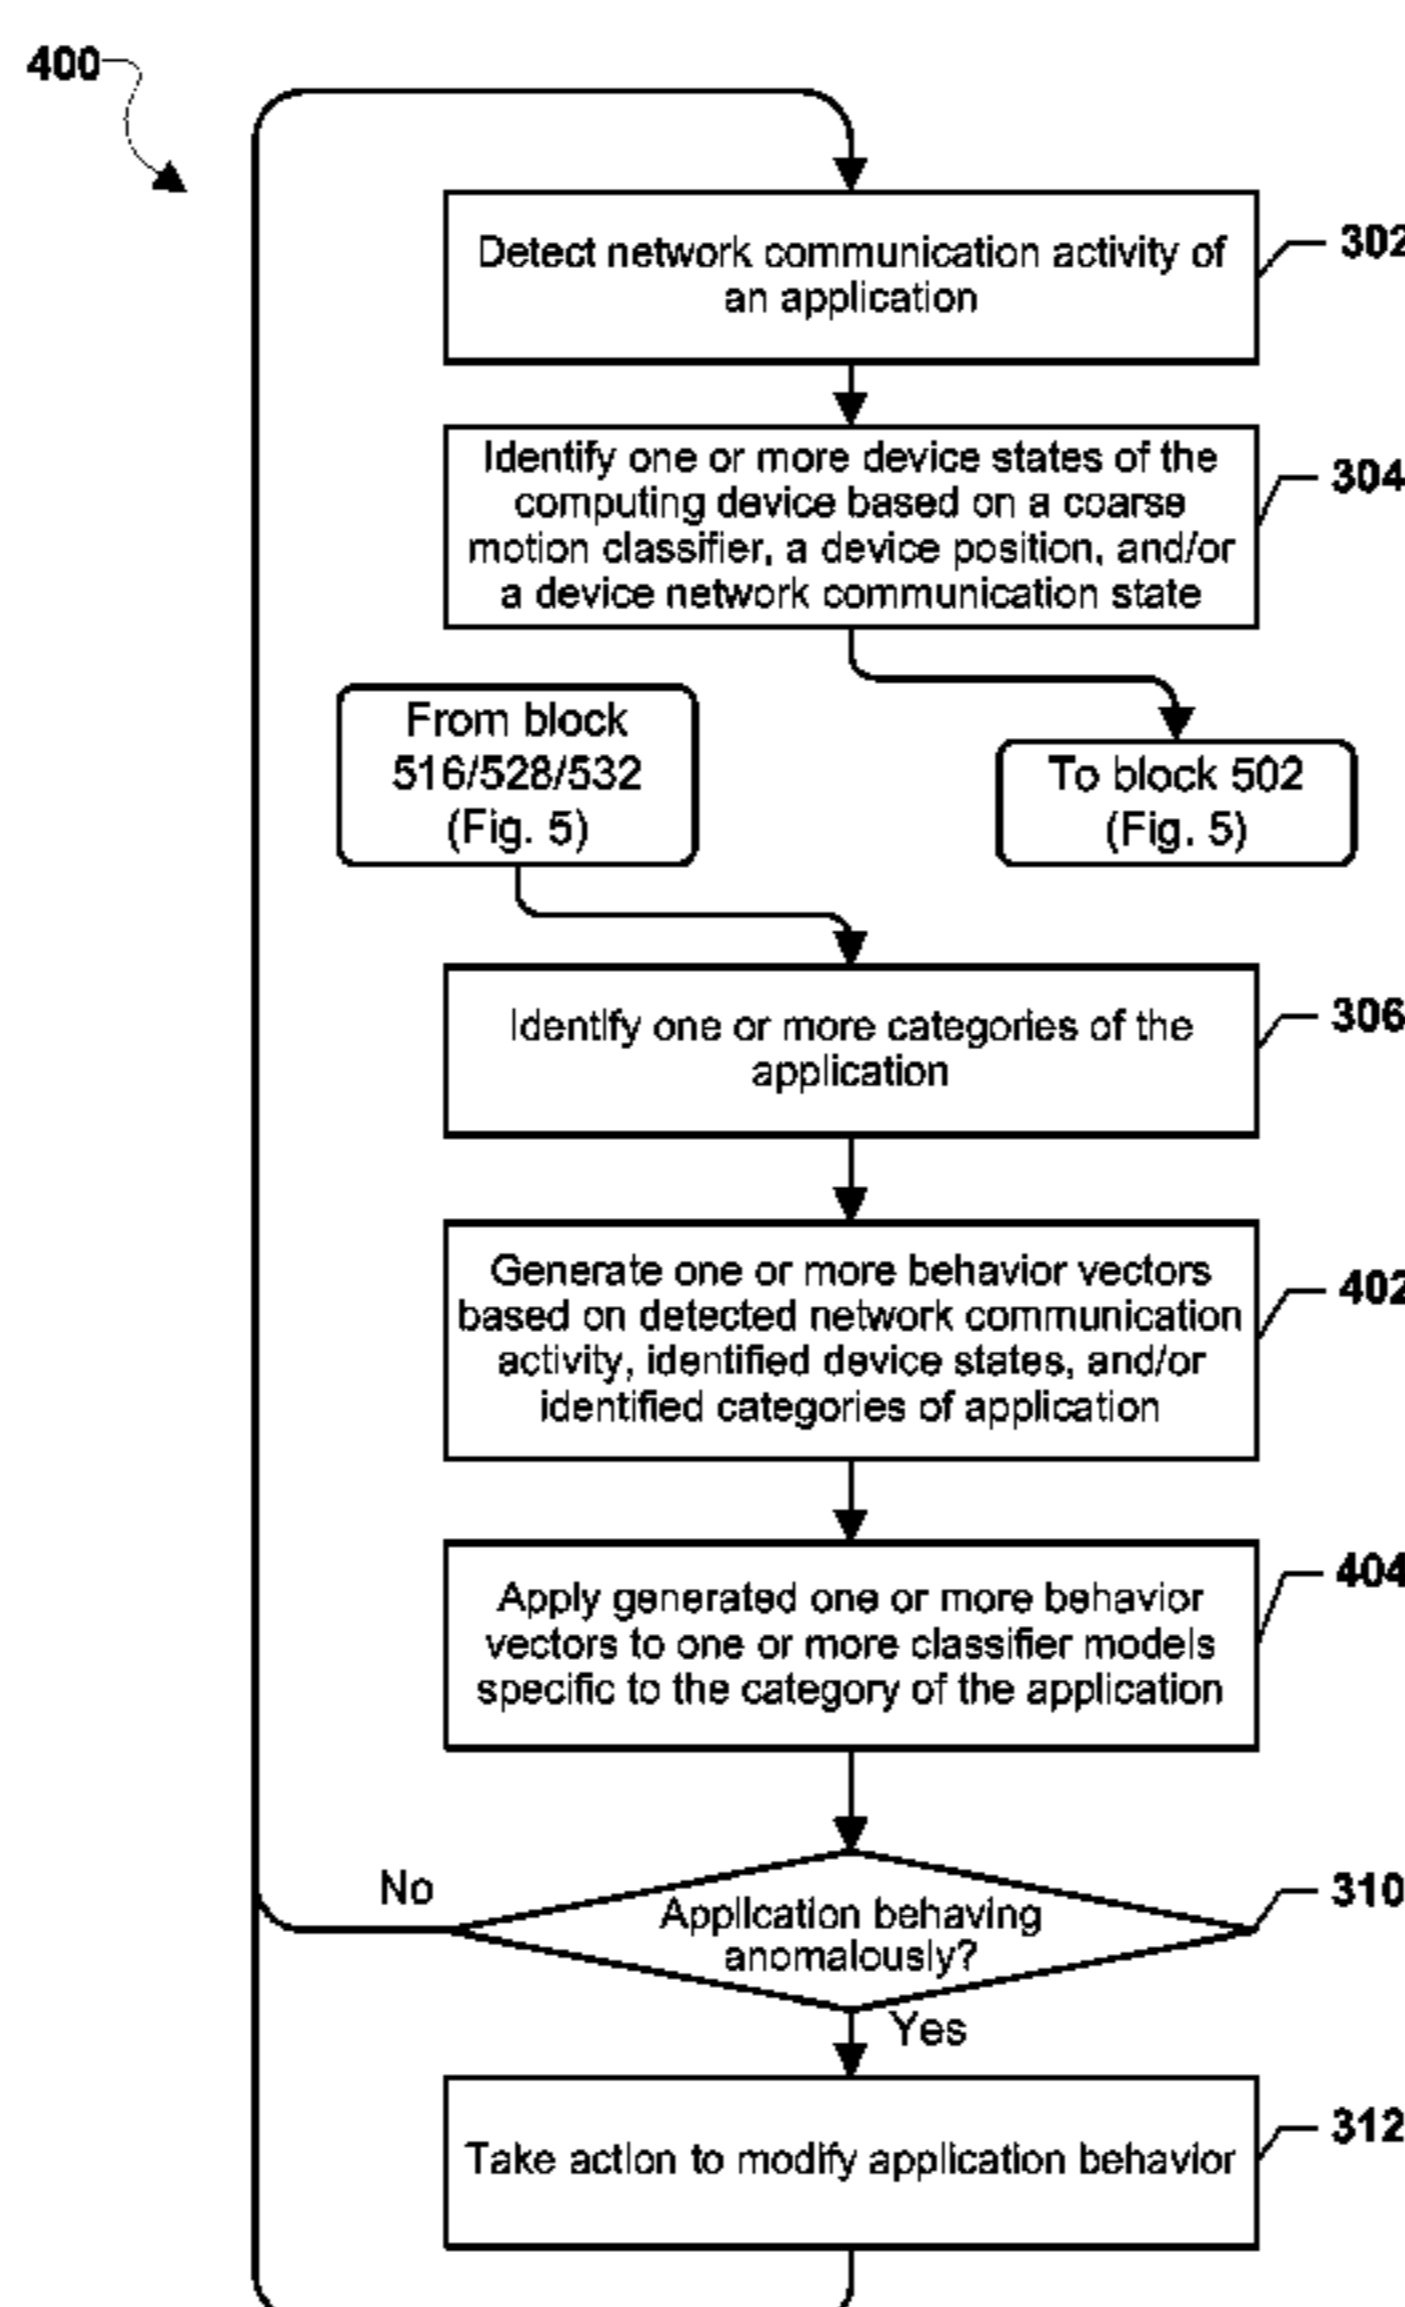 400
Detect network communication activity of
an application
302
Identify one or more device states of the
computing device based on a coarse
motion classifier, a device position, and/or
a device network communication state
304
From block
516/528/532
(Fig. 5)
To block 502
(Fig. 5)
Identify one or more categories of the
application
306
Generate one or more behavior vectors
based on detected network communication
activity, identified device states, and/or
identified categories of application
402
Apply generated one or more behavior
vectors to one or more classifier models
specific to the category of the application
404
No
Application behaving
anomalously?
310
Yes
Take action to modify application behavior
312